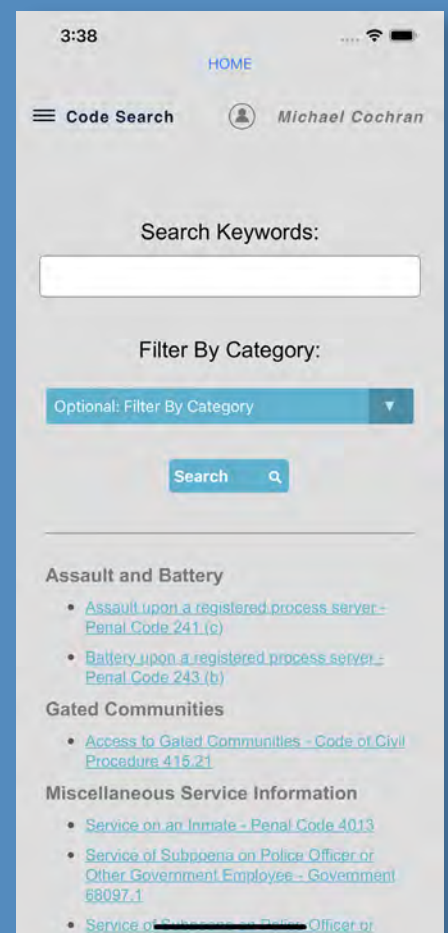 3:38
HOME
Code Search Michael Cochran
Search Keywords:
Filter By Category:
Optional: Filter By Category
Search
Assault and Battery
• Assault upon a registered process server -
Penal Code 241 (c)
• Battery upon a registered process server -
Penal Code 243 (b)
Gated Communities
• Access to Gated Communities - Code of Civil
Procedure 415.21
Miscellaneous Service Information
• Service on an Inmate - Penal Code 4013
• Service of Subpoena on Police Officer or
Other Government Employee - Government
68097.1
• Service of Subpoena on Police Officer or